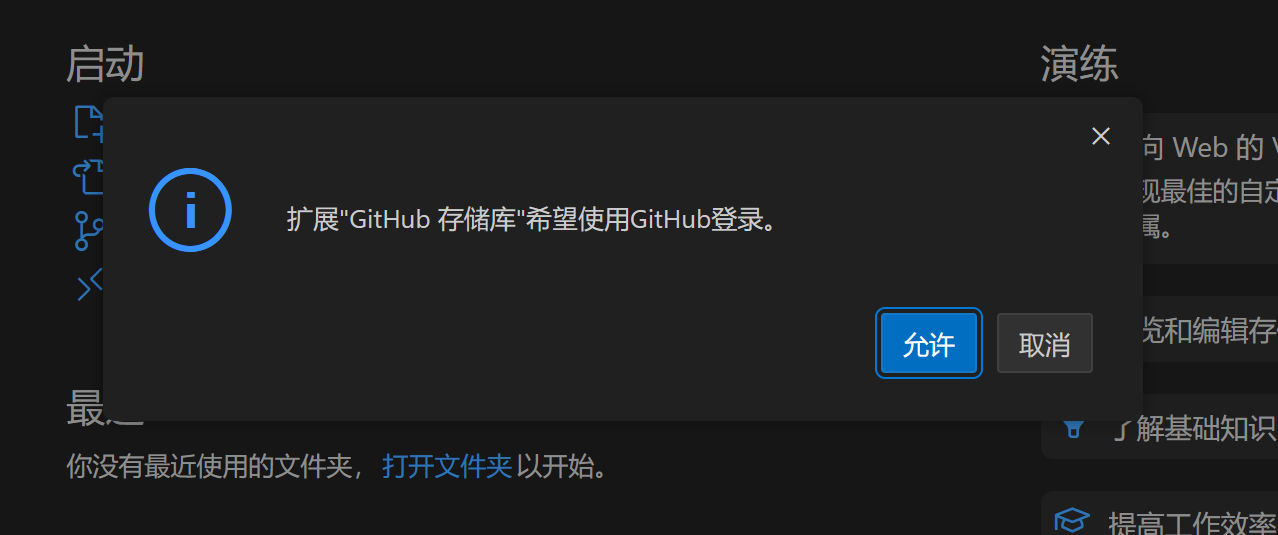 启动
演练
向 Web 的
现最佳的自定
属。
扩展"GitHub 存储库"希望使用GitHub登录。
允许
取消
览和编辑存
最近
你没有最近使用的文件夹，打开文件夹以开始。
了解基础知识
提高工作效率